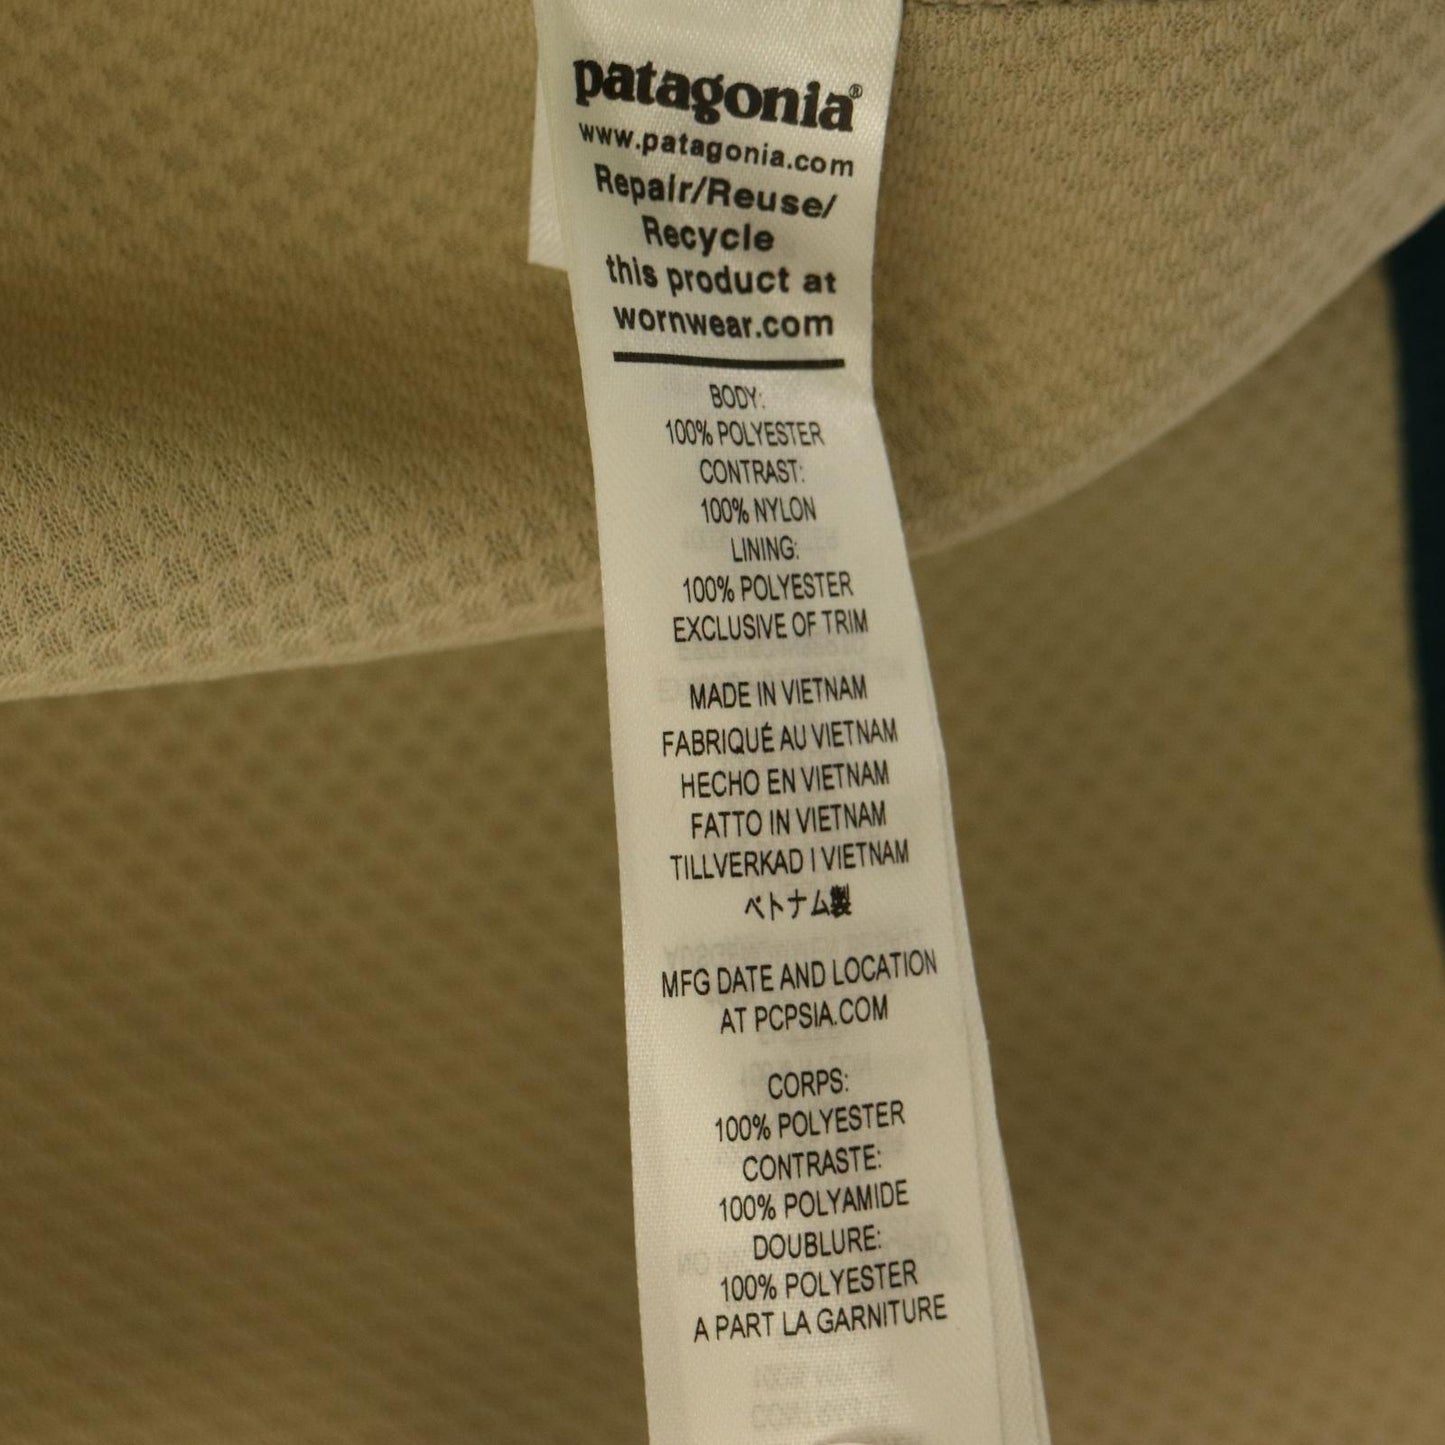 patagonia®
www.patagonia.com
Repair/Reuse/
Recycle
this product at
wornwear.com
BODY:
100% POLYESTER
CONTRAST:
100% NYLON
LINING:
100% POLYESTER
EXCLUSIVE OF TRIM
MADE IN VIETNAM
FABRIQUÉ AU VIETNAM
HECHO EN VIETNAM
FATTO IN VIETNAM
TILLVERKAD I VIETNAM
ベトナム製
MFG DATE AND LOCATION
AT PCPSIA.COM
CORPS:
100% POLYESTER
CONTRASTE:
100% POLYAMIDE
DOUBLURE:
100% POLYESTER
A PART LA GARNITURE